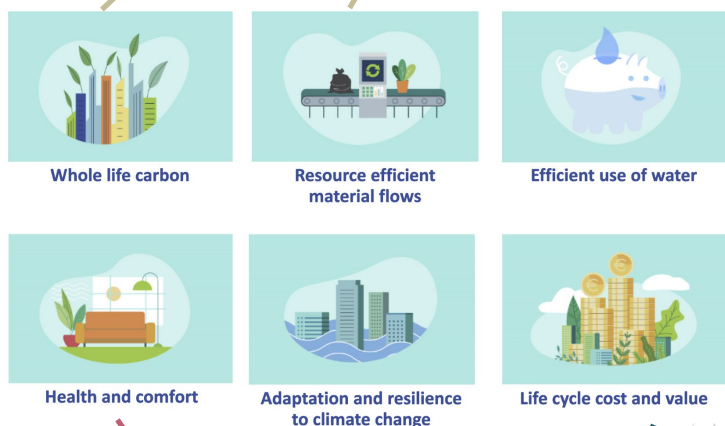 Whole life carbon
Resource efficient
material flows
Efficient use of water
Health and comfort
Adaptation and resilience
to climate change
Life cycle cost and value